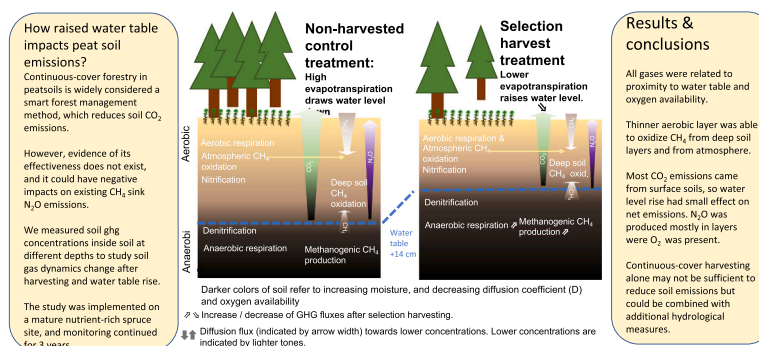 How raised water table
impacts peat soil
emissions?
Continuous-cover forestry in
peatsoils is widely considered a
smart forest management
method, which reduces soil CO2
emissions.
However, evidence of its
effectiveness does not exist,
and it could have negative
impacts on existing CH4 sink
N2O emissions.
We measured soil ghg
concentrations inside soil at
different depths to study soil
gas dynamics change after
harvesting and water table rise.
The study was implemented on
a mature nutrient-rich spruce
site, and monitoring continued
for 3 years.
Non-harvested
control
treatment:
High
evapotranspiration
draws water level
down
Aerobic
Anaerobi
Aerobic respiration
Atmospheric CH4
oxidation
Nitrification
CO2
CH4
N2O
Deep soil
CH4
oxidation
CH4
Denitrification
Anaerobic respiration
Methanogenic CH4
production
Water
table
+14 cm
Selection
harvest
treatment
Lower
evapotranspiration
raises water level.
Aerobic respiration &
Atmospheric CH4
oxidation
Nitrification
CO2
CH4
N2O
Deep soil
CH4 oxid.
CH4
Denitrification
Anaerobic respiration ⇗
Methanogenic CH4
production ⇗
Darker colors of soil refer to increasing moisture, and decreasing diffusion coefficient (D)
and oxygen availability
⇗ ⇘ Increase / decrease of GHG fluxes after selection harvesting.
Diffusion flux (indicated by arrow width) towards lower concentrations. Lower concentrations are
indicated by lighter tones.
Results &
conclusions
All gases were related to
proximity to water table and
oxygen availability.
Thinner aerobic layer was able
to oxidize CH4 from deep soil
layers and from atmosphere.
Most CO2 emissions came
from surface soils, so water
level rise had small effect on
net emissions. N2O was
produced mostly in layers
were O2 was present.
Continuous-cover harvesting
alone may not be sufficient to
reduce soil emissions but
could be combined with
additional hydrological
measures.